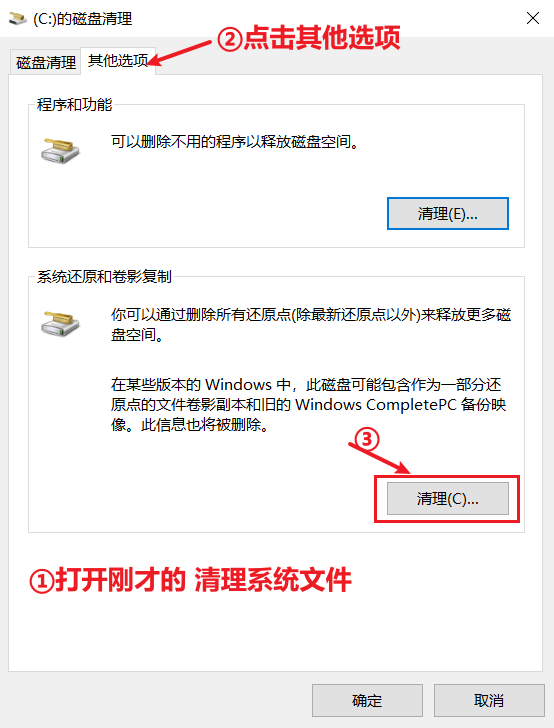 (C:)的磁盘清理
②点击其他选项
磁盘清理
其他选项
程序和功能
可以删除不用的程序以释放磁盘空间。
清理(E)...
系统还原和卷影复制
你可以通过删除所有还原点(除最新还原点以外)来释放更多磁
盘空间。
在某些版本的 Windows 中，此磁盘可能包含作为一部分还
原点的文件卷影副本和旧的 Windows CompletePC 备份映
像。此信息也将被删除。
③
清理(C)...
①打开刚才的 清理系统文件
确定
取消